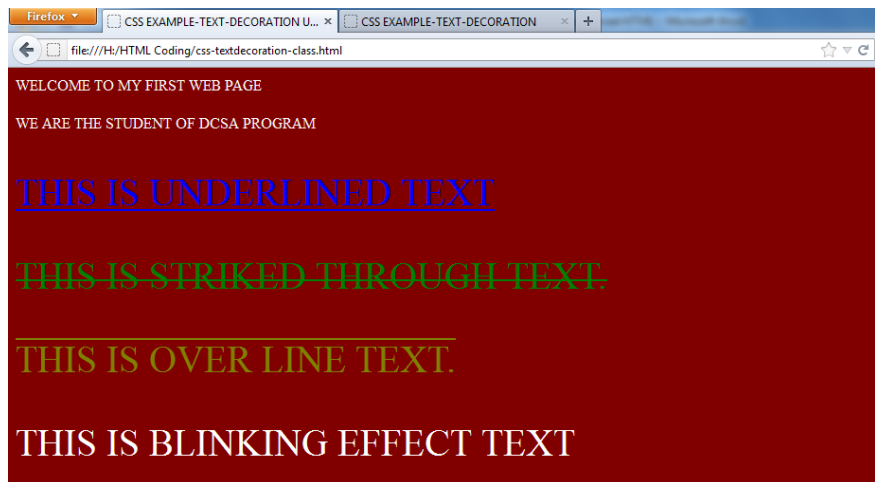 Firefox
CSS EXAMPLE-TEXT-DECORATION U... ×
CSS EXAMPLE-TEXT-DECORATION ×
+
file:///H:/HTML Coding/css-textdecoration-class.html
WELCOME TO MY FIRST WEB PAGE
WE ARE THE STUDENT OF DCSA PROGRAM
THIS IS UNDERLINED TEXT
THIS IS STRIKED THROUGH TEXT.
THIS IS OVER LINE TEXT.
THIS IS BLINKING EFFECT TEXT